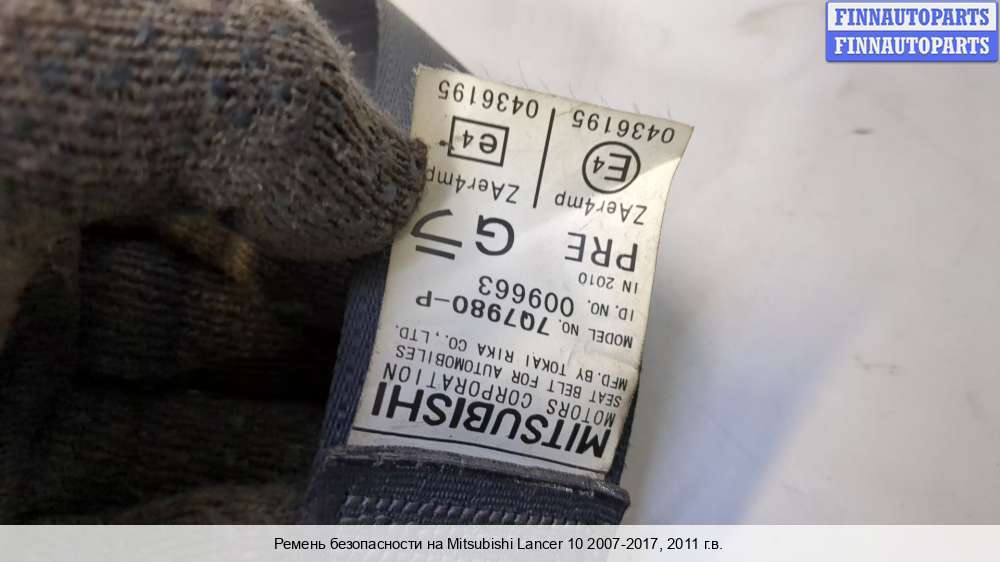 FINNAUTOPARTS
FINNAUTOPARTS
MITSUBISHI
MOTORS CORPORATION
SEAT BELT FOR AUTOMOBILES
MFD. BY TOKAI RIKA CO., LTD.
MODEL NO. 7Q7980-P
ID. NO. 009663
IN 2010
PRE Gラ
ZAer4mp ZAer4mp
E4 e4
0436195 0436195
Ремень безопасности на Mitsubishi Lancer 10 2007-2017, 2011 г.в.